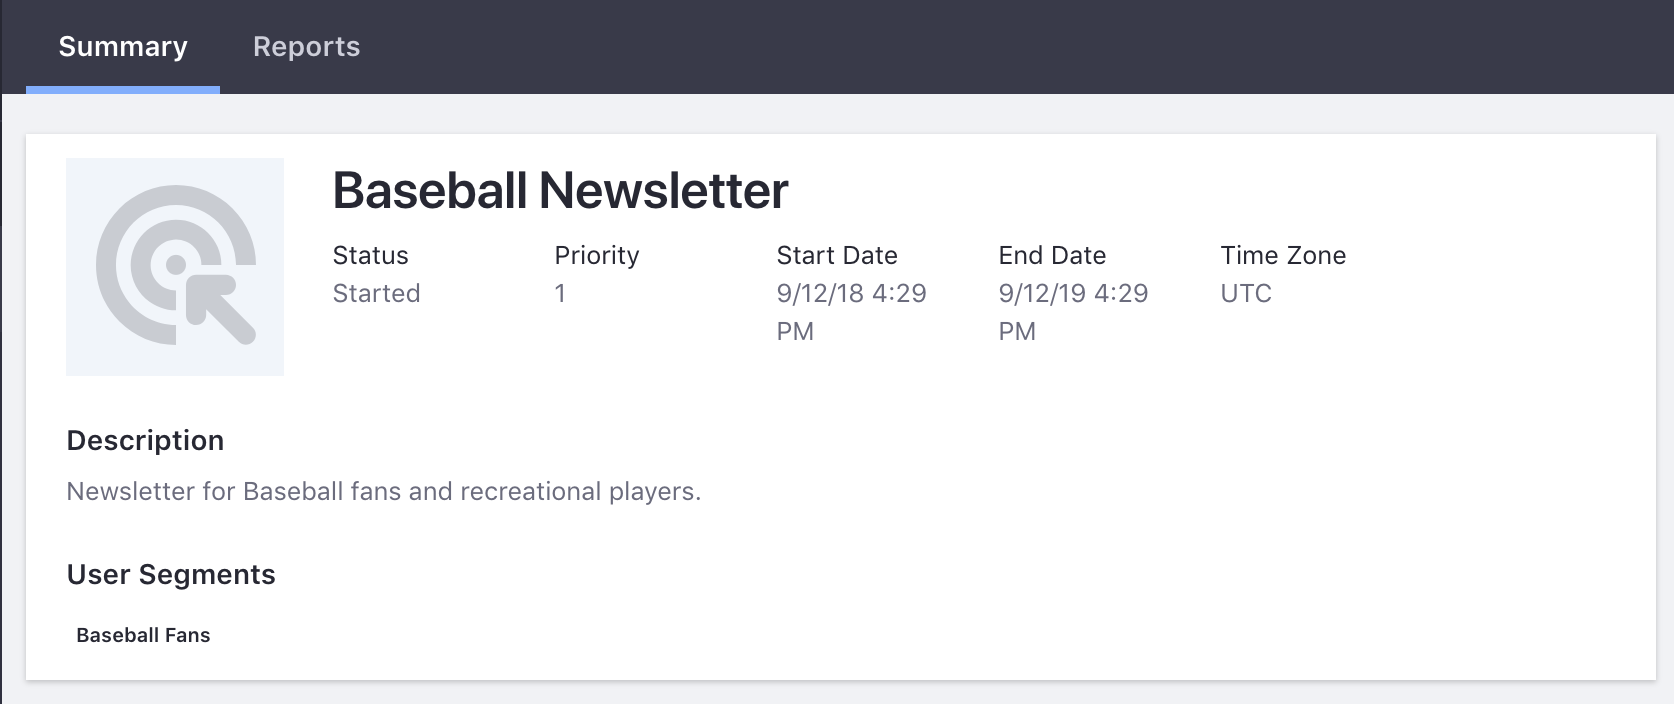 Summary Reports
Baseball Newsletter
Status Priority Start Date End Date Time Zone
Started 1 9/12/18 4:29 9/12/19 4:29 UTC
PM PM
Description
Newsletter for Baseball fans and recreational players.
User Segments
Baseball Fans